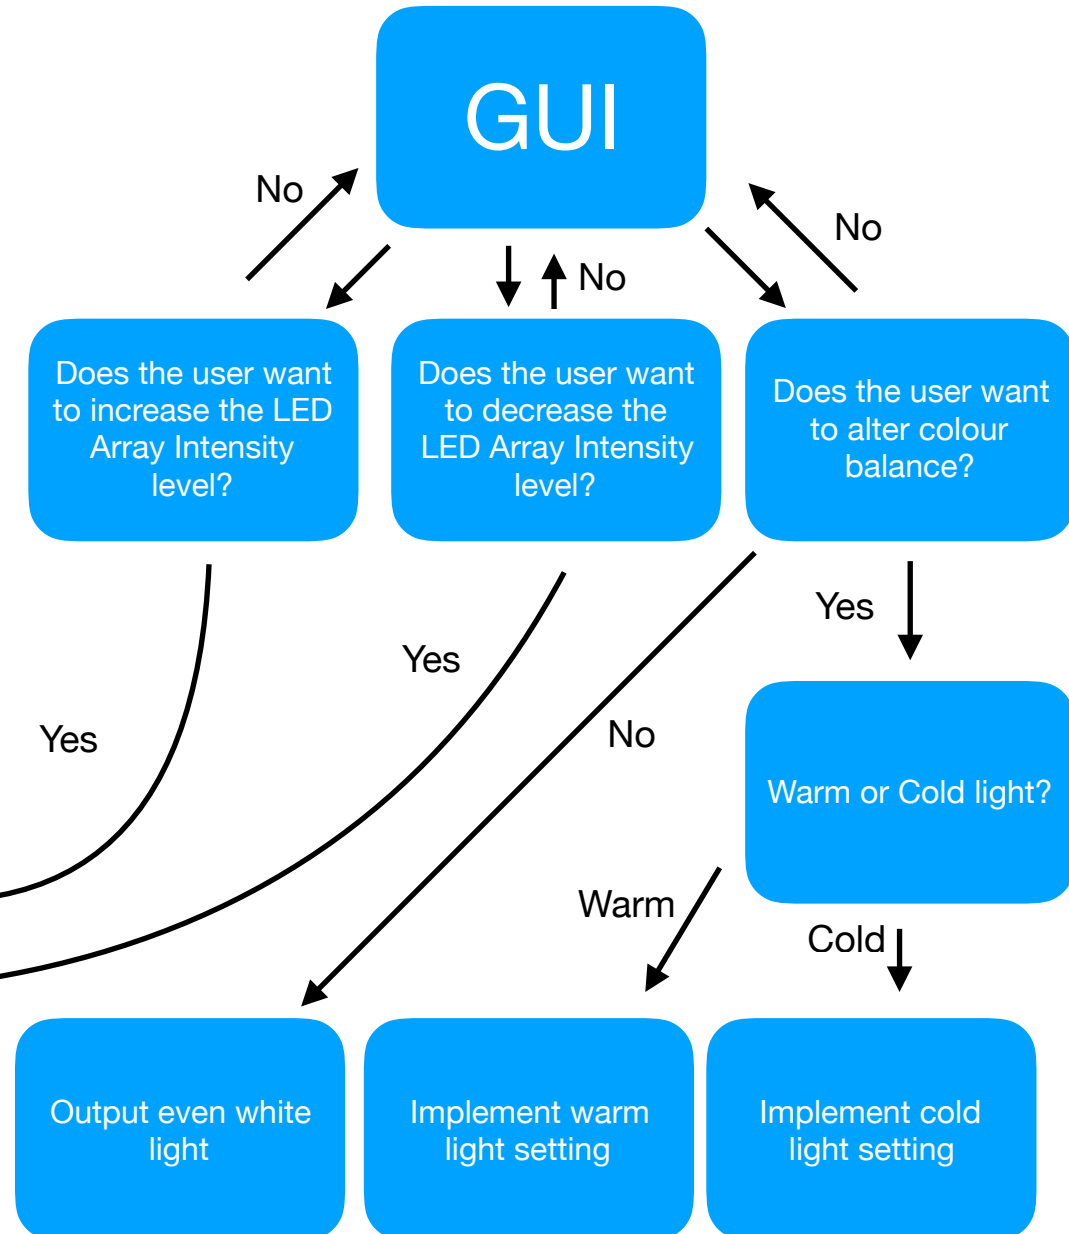 GUI
No
No
No
Does the user want
to increase the LED
Array Intensity
level?
Does the user want
to decrease the
LED Array Intensity
level?
Does the user want
to alter colour
balance?
Yes
Yes
Yes
No
Warm or Cold light?
Warm
Cold
Output even white
light
Implement warm
light setting
Implement cold
light setting